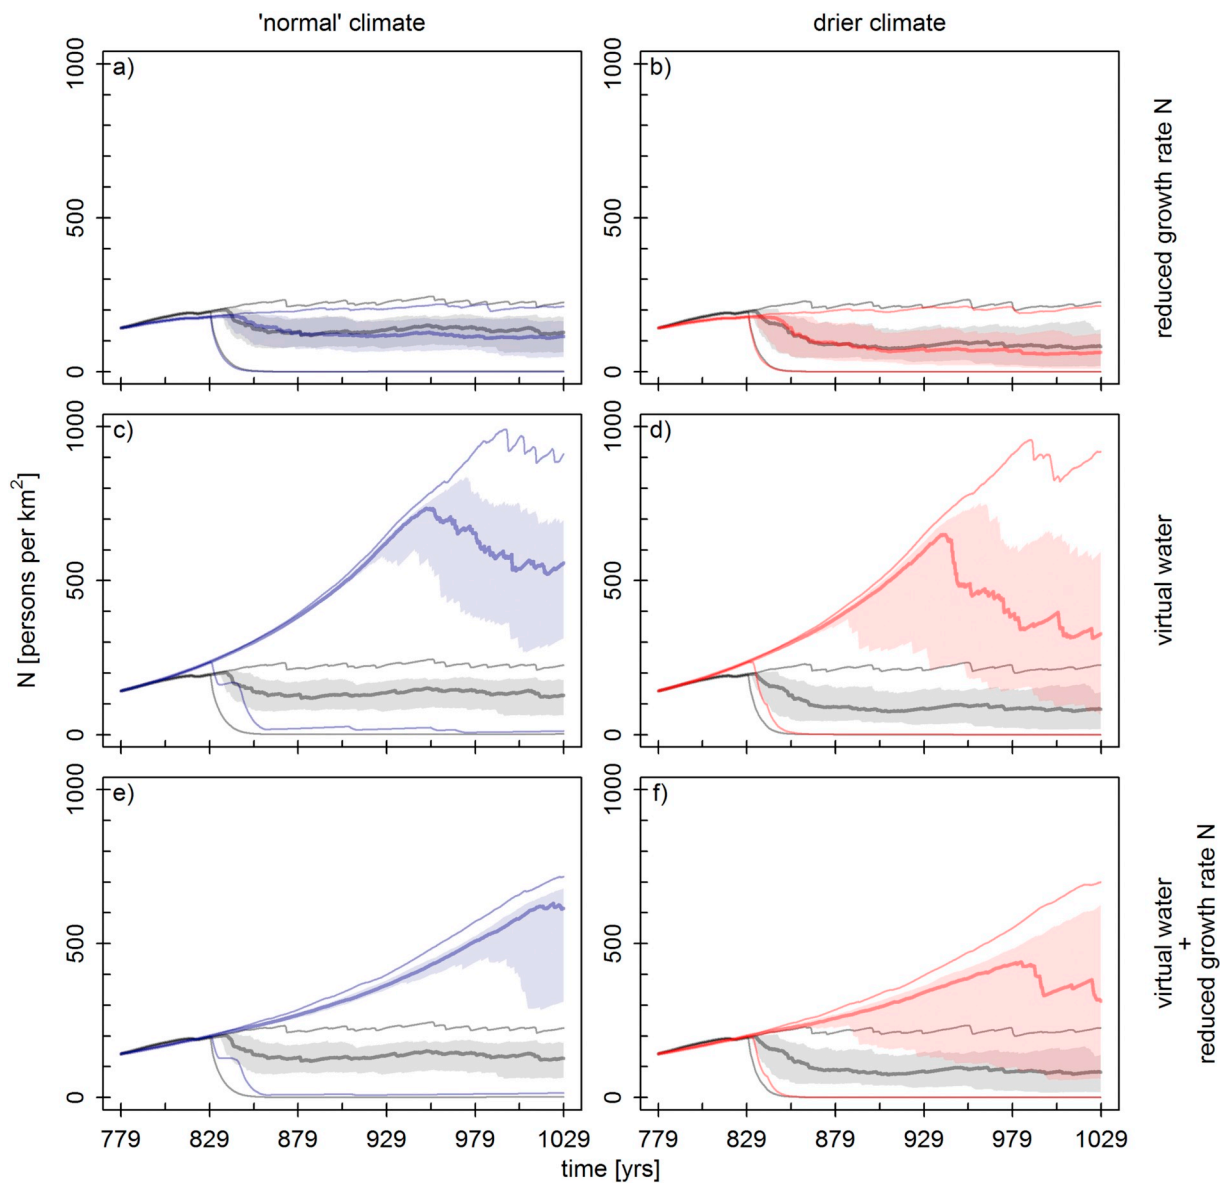 'normal' climate
drier climate
a)
b)
1000
500
0
1000
500
0
reduced growth rate N
c)
d)
1000
500
0
1000
500
0
virtual water
N [persons per km²]
e)
f)
1000
500
0
1000
500
0
virtual water
+
reduced growth rate N
779 829 879 929 979 1029
779 829 879 929 979 1029
time [yrs]